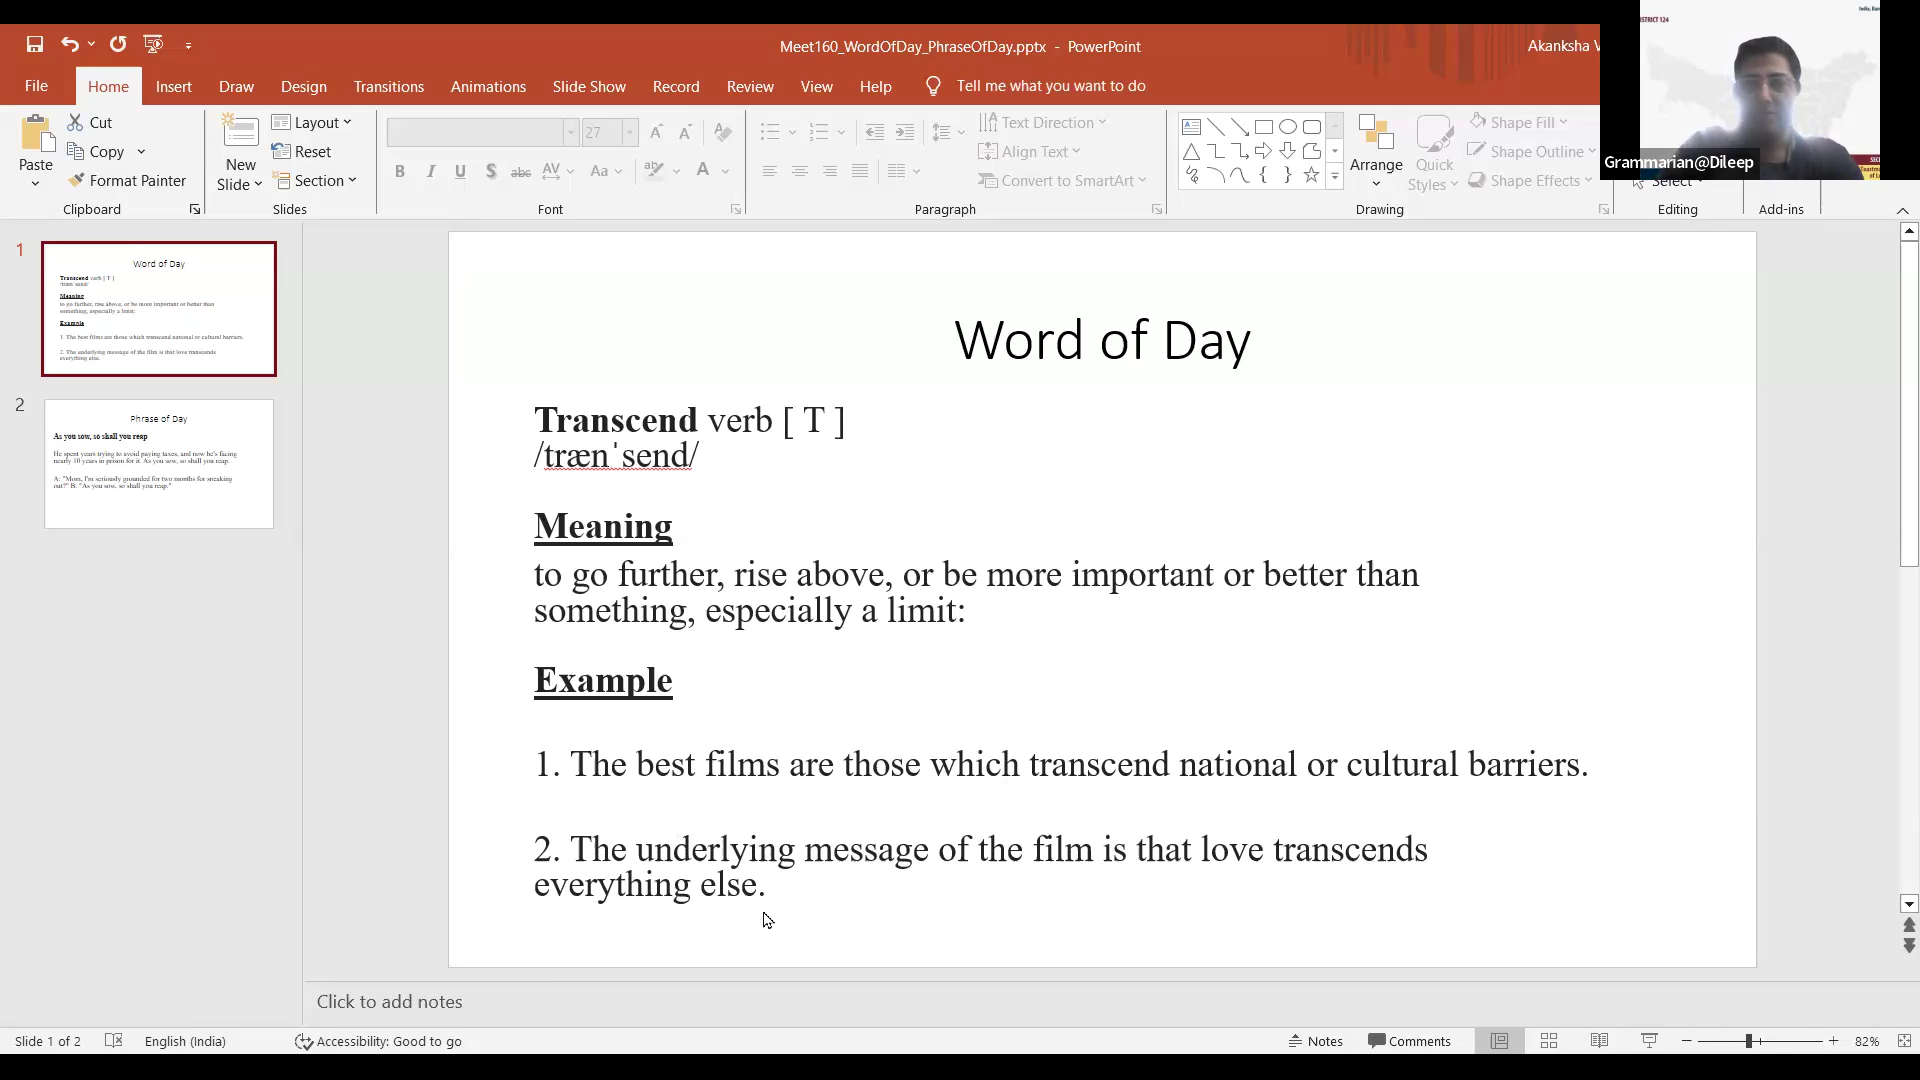 Meet160_WordOfDay_PhraseOfDay.pptx - PowerPoint
Akanksha V
STRICT 124
File Home Insert Draw Design Transitions Animations Slide Show Record Review View Help Tell me what you want to do
Paste
Cut
Copy
Format Painter
Clipboard
New
Slide
Layout
Reset
Section
Slides
27
Font
Text Direction
Align Text
Convert to SmartArt
Paragraph
Arrange
Quick
Styles
Shape Fill
Shape Outline
Shape Effects
Drawing
Select
Editing
Add-ins
Grammarian@Dileep
1
Word of Day
Transcend verb [ T ]
/trænˈsend/
Meaning
to go further, rise above, or be more important or better than
something, especially a limit:
Example
1. The best films are those which transcend national or cultural barriers.
2. The underlying message of the film is that love transcends
everything else.
2
Phrase of Day
As you sow, so shall you reap
He spent years trying to avoid paying taxes, and now he's facing
nearly 10 years in prison for it. As you sow, so shall you reap.
A: "Mom, I'm seriously grounded for two months for sneaking
out?" B: "As you sow, so shall you reap."
Word of Day
Transcend verb [ T ]
/trænˈsend/
Meaning
to go further, rise above, or be more important or better than
something, especially a limit:
Example
1. The best films are those which transcend national or cultural barriers.
2. The underlying message of the film is that love transcends
everything else.
Click to add notes
Slide 1 of 2 English (India) Accessibility: Good to go Notes Comments 82%